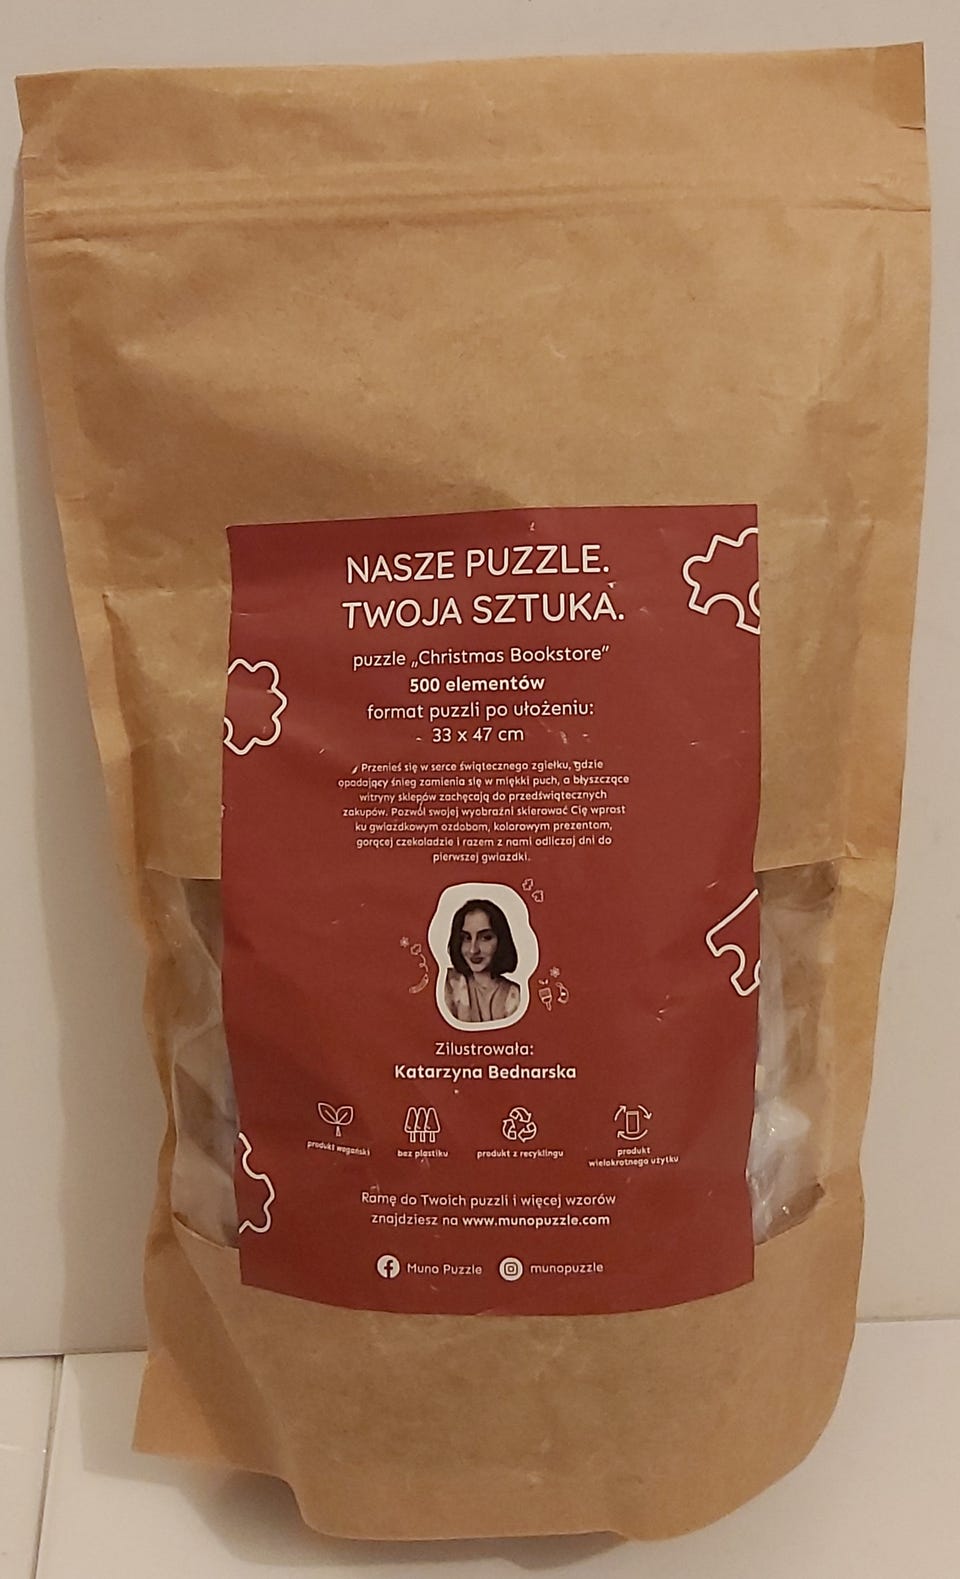 NASZE PUZZLE.
TWOJA SZTUKA.
puzzle „Christmas Bookstore”
500 elementów
format puzzli po ułożeniu:
33 x 47 cm
Przenieś się w serce świątecznego zgiełku, gdzie
opadający śnieg zamienia się w miękki puch, a błyszczące
witryny sklepów zachęcają do przedświątecznych
zakupów. Pozwól swojej wyobraźni skierować Cię wprost
ku gwiazdkowym ozdobom, kolorowym prezentom,
gorącej czekoladzie i razem z nami odliczaj dni do
pierwszej gwiazdki.
Zilustrowała:
Katarzyna Bednarska
produkt wegański
bez plastiku
produkt z recyklingu
produkt
wielokrotnego użytku
Ramę do Twoich puzzli i więcej wzorów
znajdziesz na www.munopuzzle.com
Muno Puzzle munopuzzle